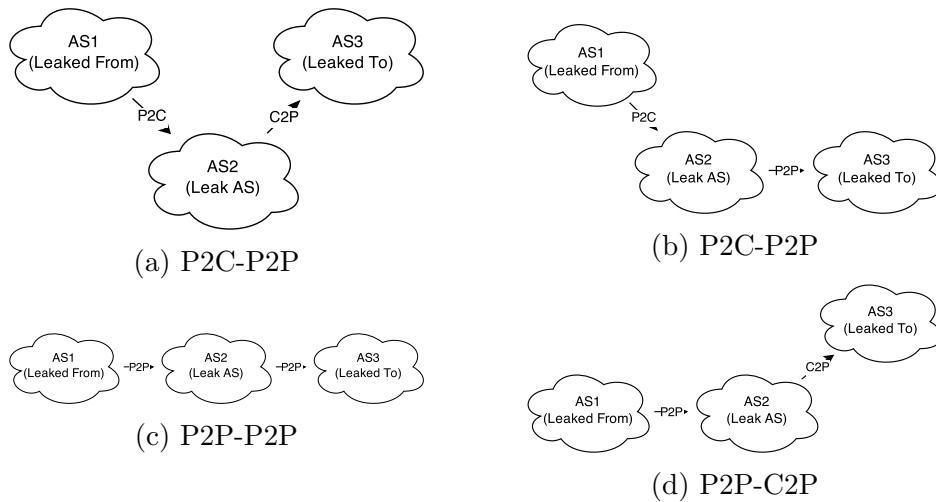 AS1
(Leaked From)
P2C
AS2
(Leak AS)
C2P
AS3
(Leaked To)
(a) P2C-P2P
AS1
(Leaked From)
P2C
AS2
(Leak AS)
P2P
AS3
(Leaked To)
(b) P2C-P2P
AS1
(Leaked From)
P2P
AS2
(Leak AS)
P2P
AS3
(Leaked To)
(c) P2P-P2P
AS1
(Leaked From)
P2P
AS2
(Leak AS)
C2P
AS3
(Leaked To)
(d) P2P-C2P